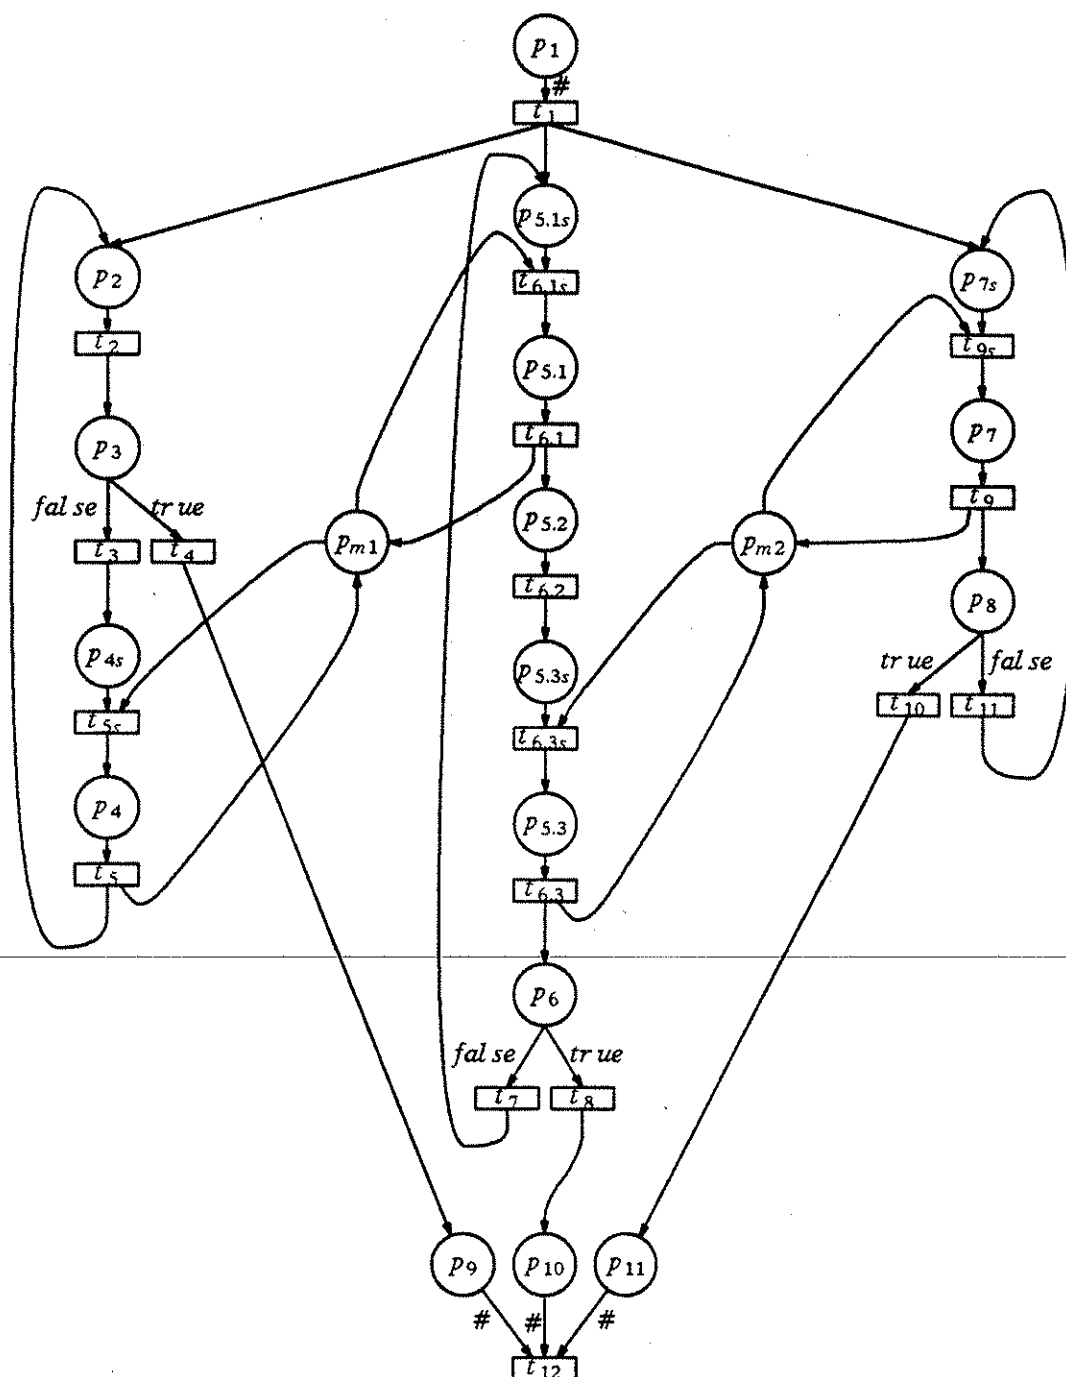 p1
#
t1
p5.1s
p2
p7s
t6.1s
t2
t9s
p5.1
p3
p7
t6.1
false
true
t9
p5.2
pm1
pm2
t3
t4
t6.2
p8
p4s
p5.3s
true
false
t5s
t10
t11
t6.3s
p4
p5.3
t5
t6.3
p6
false
true
t7
t8
p9
p10
p11
#
#
#
t12